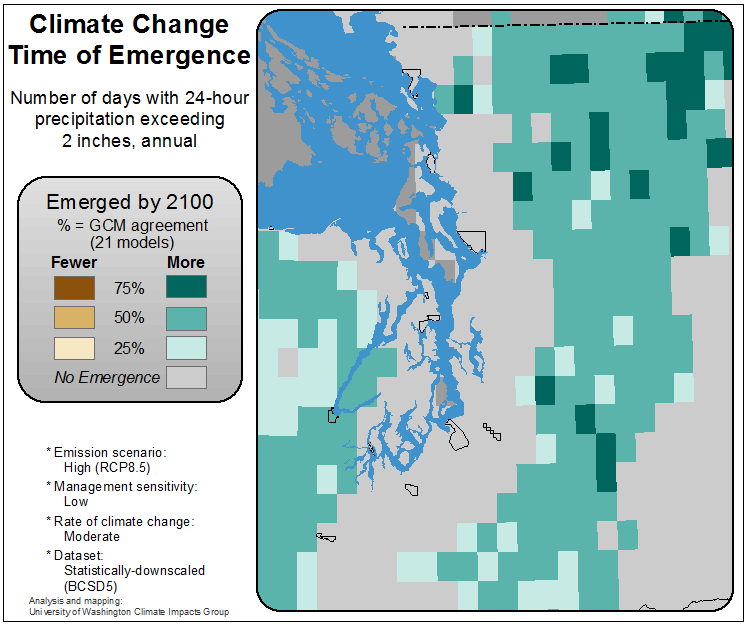 Climate Change
Time of Emergence
Number of days with 24-hour
precipitation exceeding
2 inches, annual
Emerged by 2100
% = GCM agreement
(21 models)
Fewer More
75%
50%
25%
No Emergence
* Emission scenario:
High (RCP8.5)
* Management sensitivity:
Low
* Rate of climate change:
Moderate
* Dataset:
Statistically-downscaled
(BCSD5)
Analysis and mapping:
University of Washington Climate Impacts Group